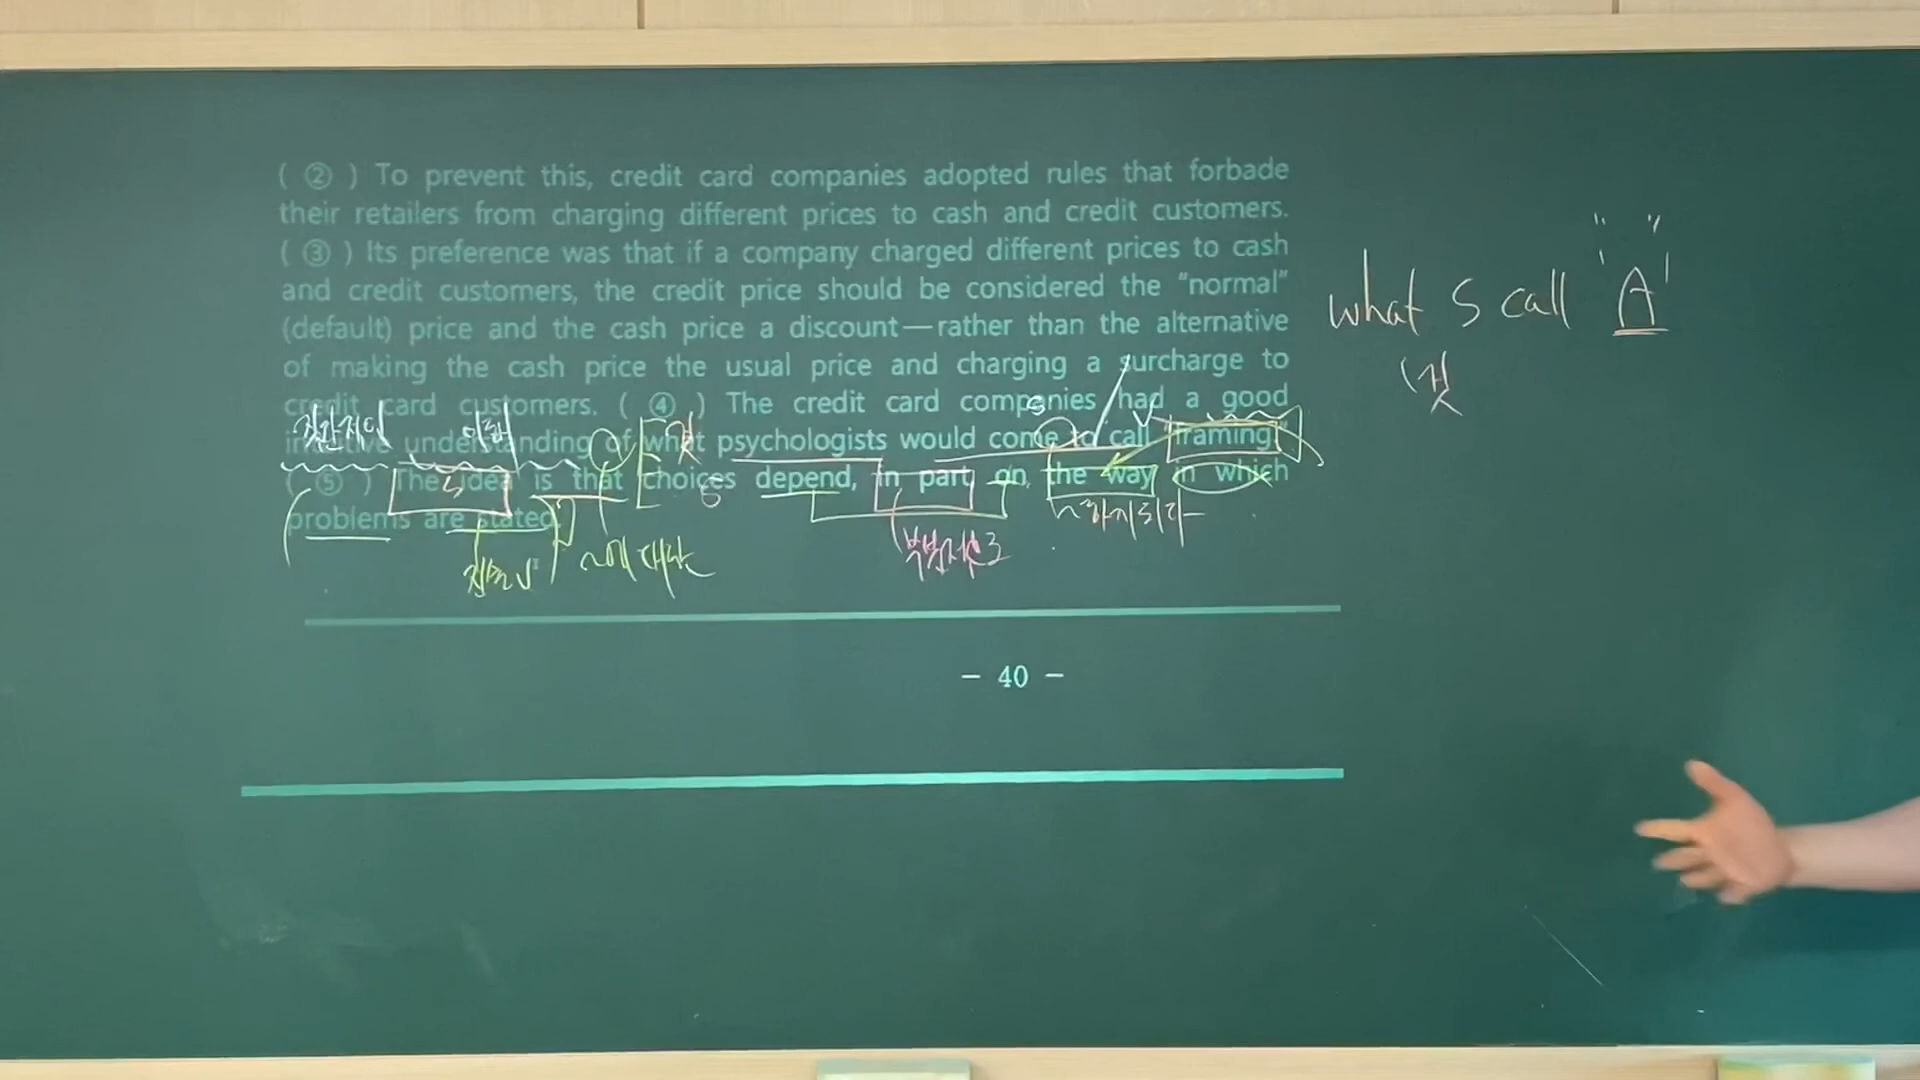 ( ② ) To prevent this, credit card companies adopted rules that forbade
their retailers from charging different prices to cash and credit customers.
( ③ ) Its preference was that if a company charged different prices to cash
and credit customers, the credit price should be considered the "normal"
(default) price and the cash price a discount—rather than the alternative
of making the cash price the usual price and charging a surcharge to
credit card customers. ( ④ ) The credit card companies had a good
understanding of what psychologists would come to call "framing."
( ⑤ ) The idea is that choices depend, in part, on the way in which
problems are stated.
what S call "A"
것
직관적인 이해
것
S
V
S
S
~에 대한
부분적으로
- 40 -